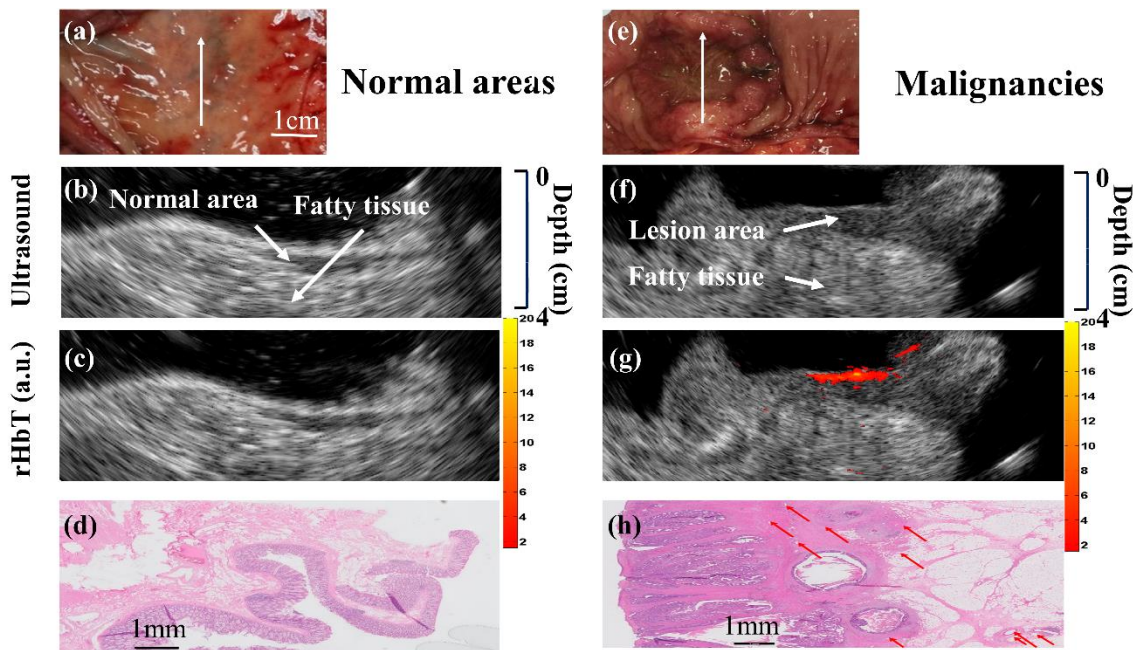 (a)
1cm
Normal areas
(e)
Malignancies
Ultrasound
(b)
Normal area
Fatty tissue
0
Depth (cm)
4
(f)
Lesion area
Fatty tissue
0
Depth (cm)
4
rHbT (a.u.)
(c)
20
18
16
14
12
10
8
6
4
2
(g)
20
18
16
14
12
10
8
6
4
2
(d)
1mm
(h)
1mm